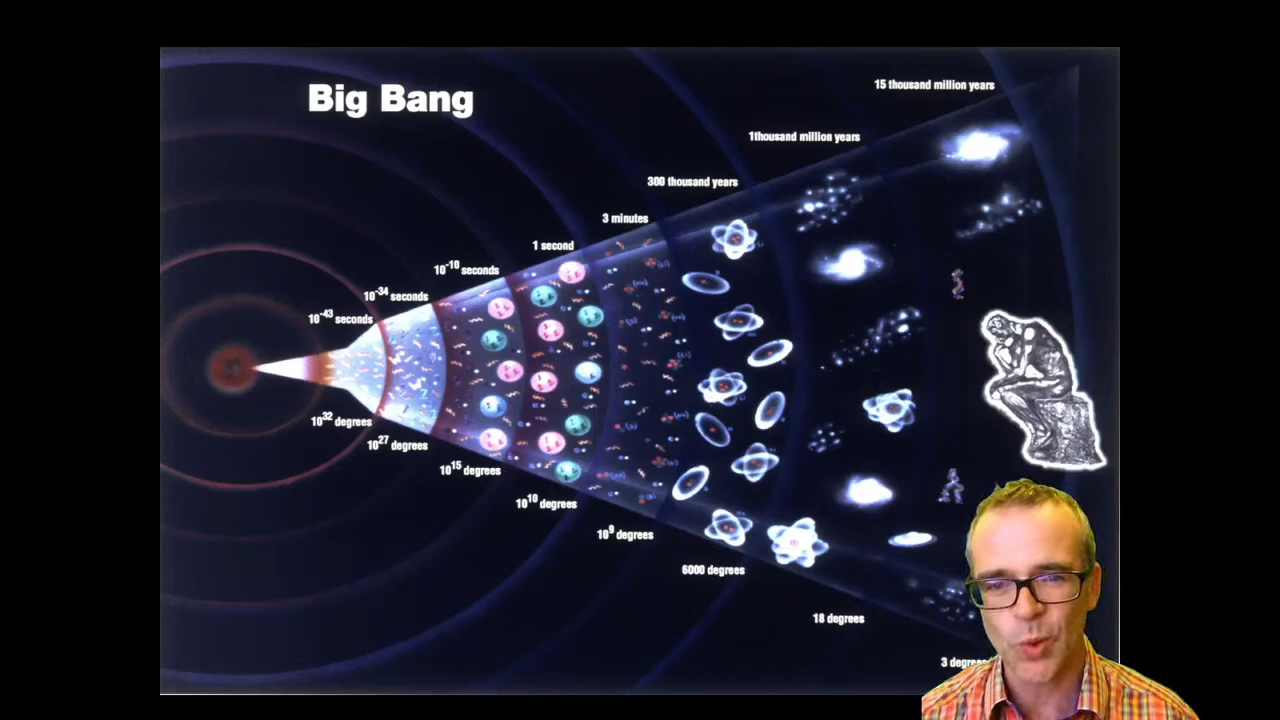 Big Bang
15 thousand million years
1thousand million years
300 thousand years
3 minutes
1 second
10⁻¹⁰ seconds
10⁻³⁴ seconds
10⁻⁴³ seconds
10³² degrees
10²⁷ degrees
10¹⁵ degrees
10¹⁰ degrees
10⁹ degrees
6000 degrees
18 degrees
3 degrees